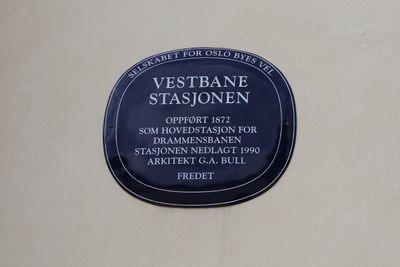 SELSKABET FOR OSLO BYES VEL
VESTBANE
STASJONEN
OPPFØRT 1872
SOM HOVEDSTASJON FOR
DRAMMENSBANEN
STASJONEN NEDLAGT 1990
ARKITEKT G.A. BULL
FREDET